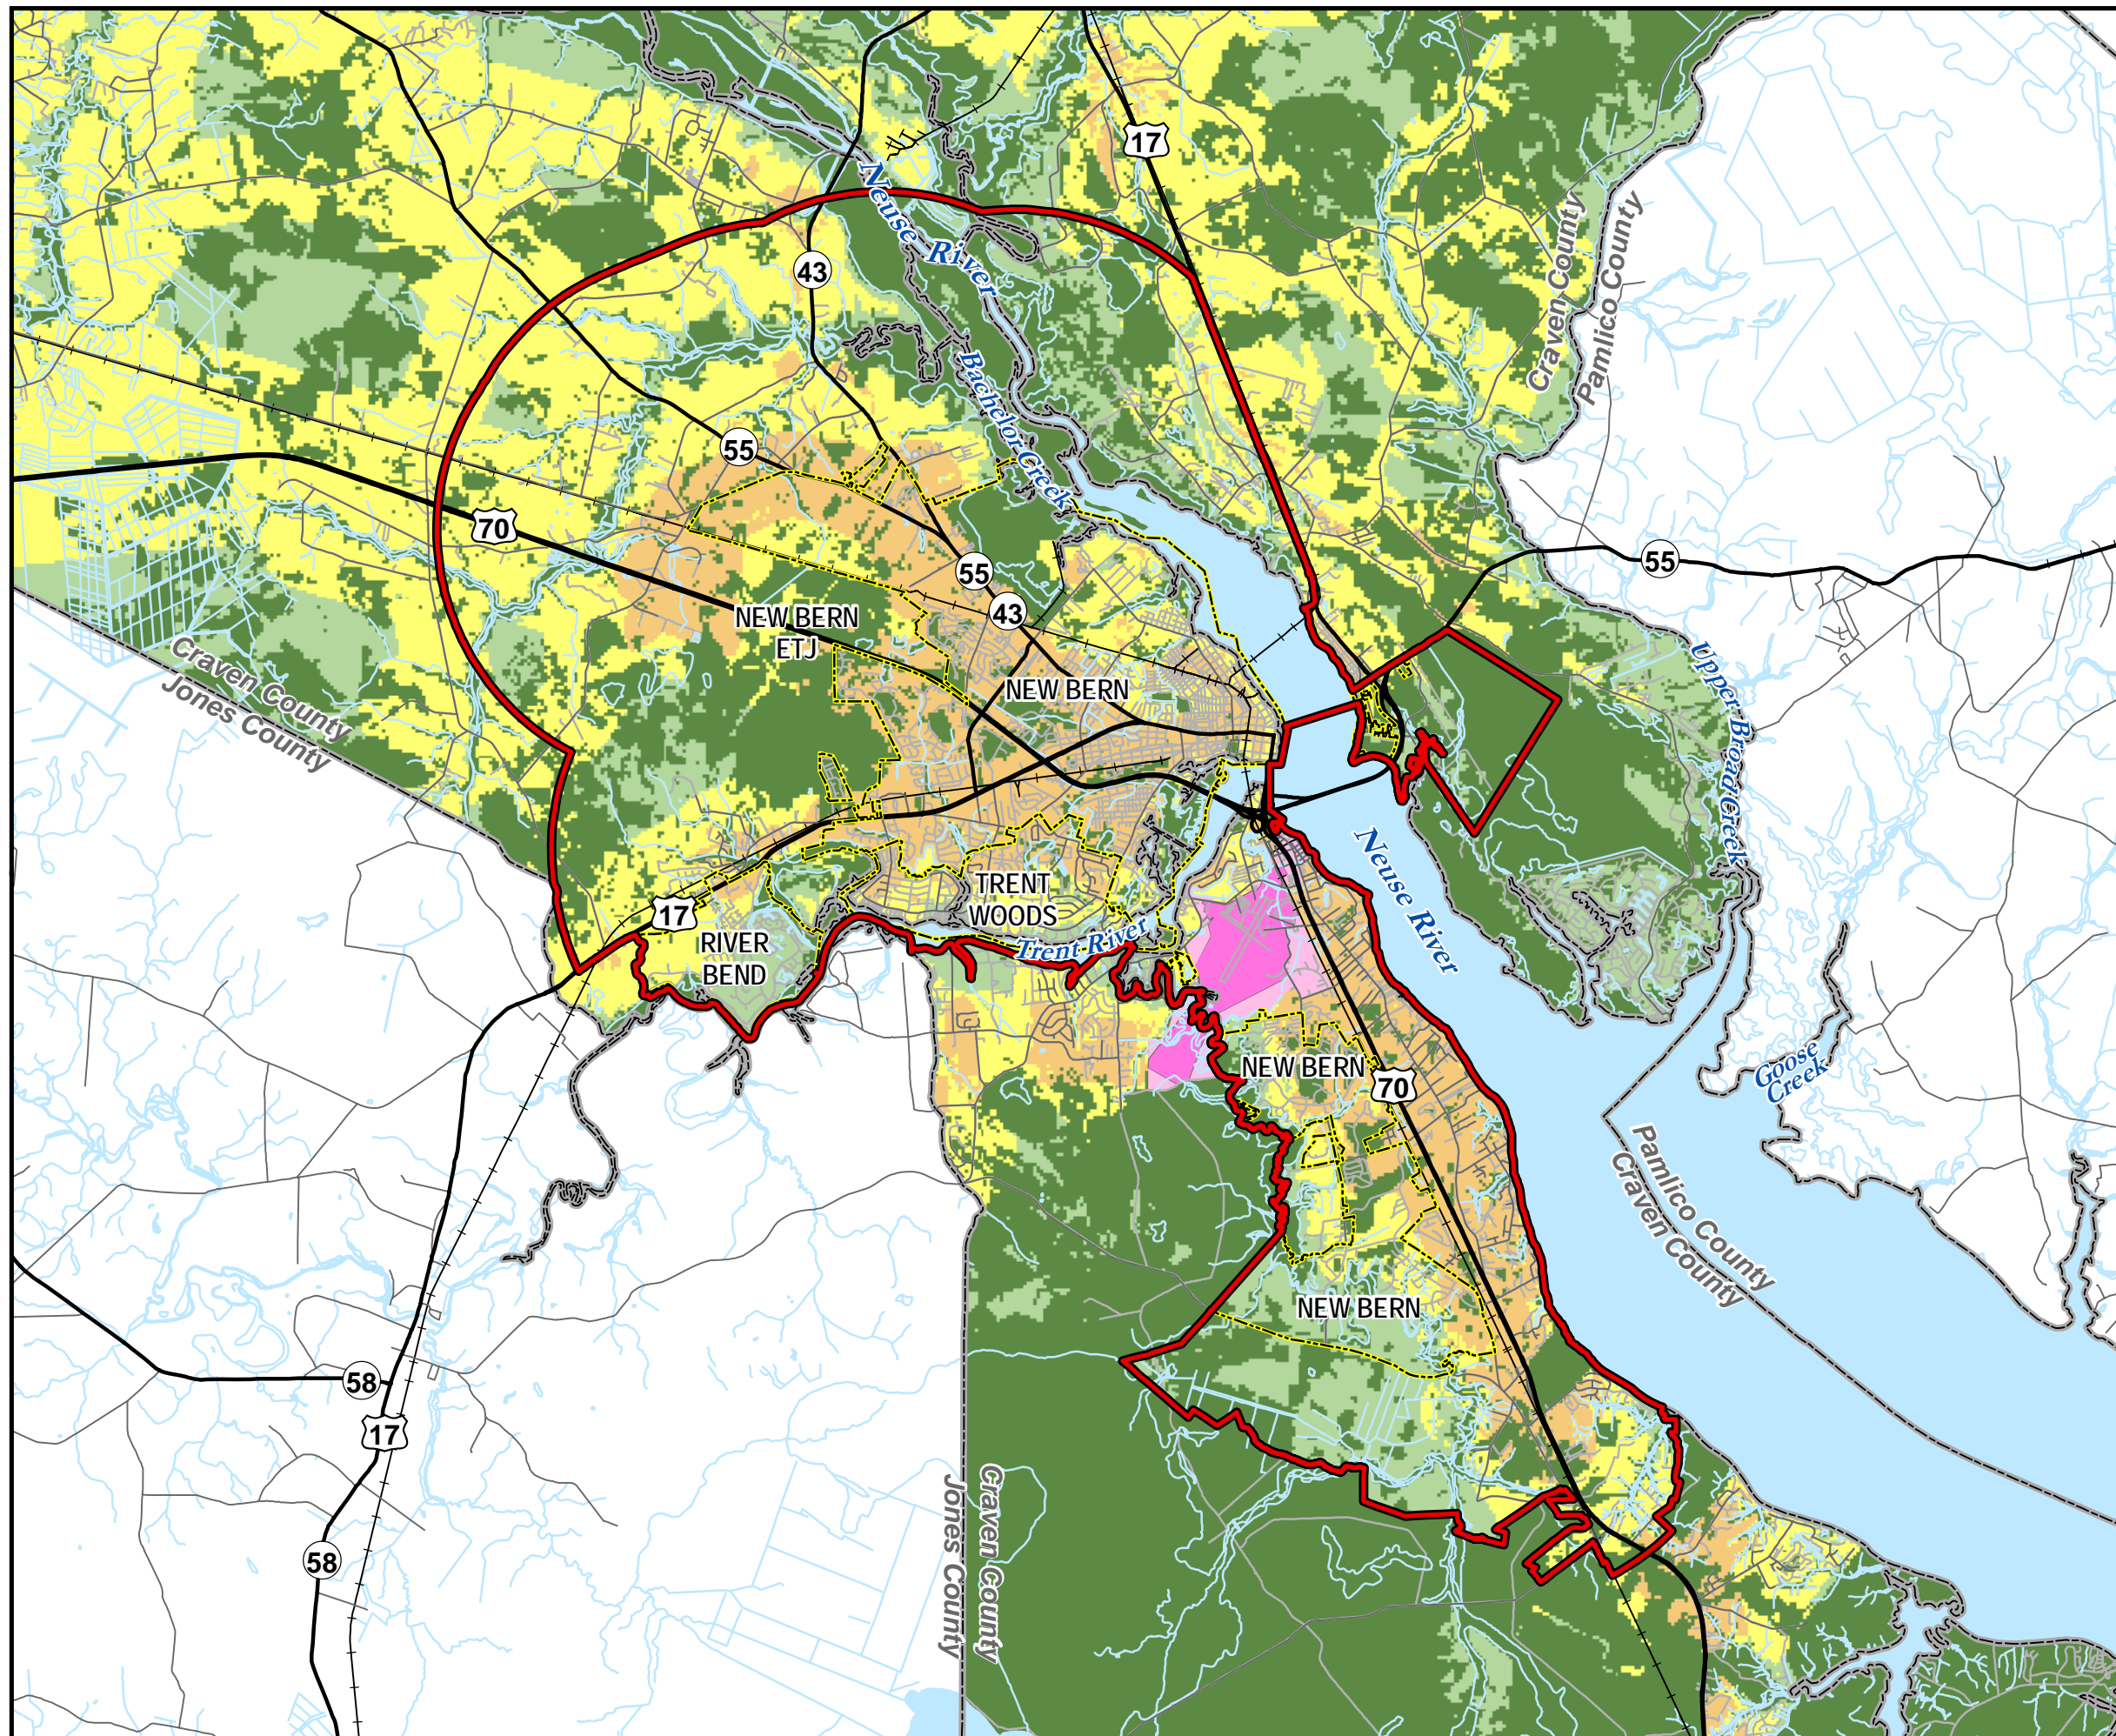 17
Neuse River
43
Craven County
Pamlico County
Bachelor Creek
55
70
55
55
43
NEW BERN
ETJ
Craven County
Jones County
NEW BERN
Upper Broad Creek
Neuse River
TRENT
WOODS
17
RIVER
BEND
Trent River
NEW BERN
70
Goose
Creek
Pamlico County
Craven County
NEW BERN
58
17
Jones County
Craven County
58